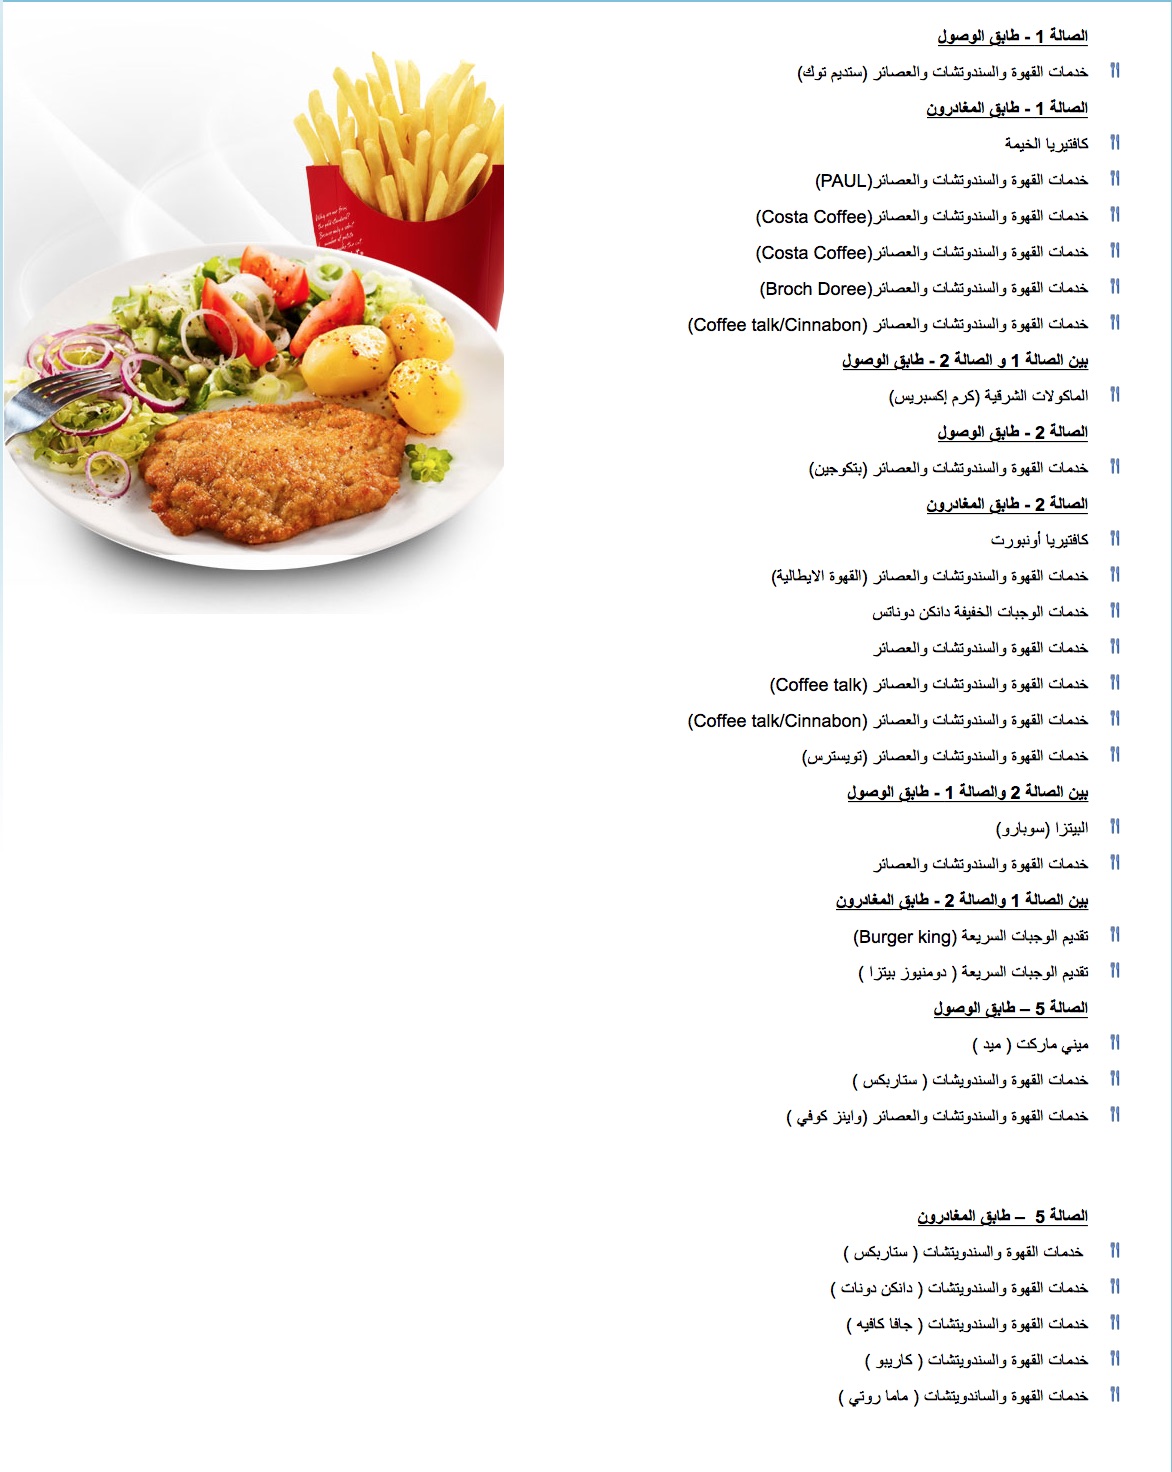 الصالة 1 - طابق الوصول
خدمات القهوة والسندوتشات والعصائر (ستديم توك)
الصالة 1 - طابق المغادرون
كافتيريا الخيمة
خدمات القهوة والسندوتشات والعصائر(PAUL)
خدمات القهوة والسندوتشات والعصائر(Costa Coffee)
خدمات القهوة والسندوتشات والعصائر(Costa Coffee)
خدمات القهوة والسندوتشات والعصائر(Broch Doree)
خدمات القهوة والسندوتشات والعصائر (Coffee talk/Cinnabon)
بين الصالة 1 و الصالة 2 - طابق الوصول
الماكولات الشرقية (كرم إكسبريس)
الصالة 2 - طابق الوصول
خدمات القهوة والسندوتشات والعصائر (بتكوجين)
الصالة 2 - طابق المغادرون
كافتيريا أونبورت
خدمات القهوة والسندوتشات والعصائر (القهوة الايطالية)
خدمات الوجبات الخفيفة دانكن دوناتس
خدمات القهوة والسندوتشات والعصائر
خدمات القهوة والسندوتشات والعصائر (Coffee talk)
خدمات القهوة والسندوتشات والعصائر (Coffee talk/Cinnabon)
خدمات القهوة والسندوتشات والعصائر (تويسترس)
بين الصالة 2 والصالة 1 - طابق الوصول
البيتزا (سوبارو)
خدمات القهوة والسندوتشات والعصائر
بين الصالة 1 والصالة 2 - طابق المغادرون
تقديم الوجبات السريعة (Burger king)
تقديم الوجبات السريعة ( دومنيوز بيتزا )
الصالة 5 – طابق الوصول
ميني ماركت ( ميد )
خدمات القهوة والسندويشات ( ستاربكس )
خدمات القهوة والسندوتشات والعصائر (واينز كوفي )
الصالة 5 – طابق المغادرون
خدمات القهوة والسندويتشات ( ستاربكس )
خدمات القهوة والسندويتشات ( دانكن دونات )
خدمات القهوة والسندويتشات ( جافا كافيه )
خدمات القهوة والسندويتشات ( كاريبو )
خدمات القهوة والساندويتشات ( ماما روتي )